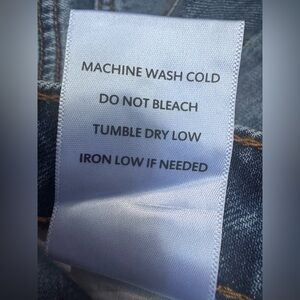 MACHINE WASH COLD
DO NOT BLEACH
TUMBLE DRY LOW
IRON LOW IF NEEDED